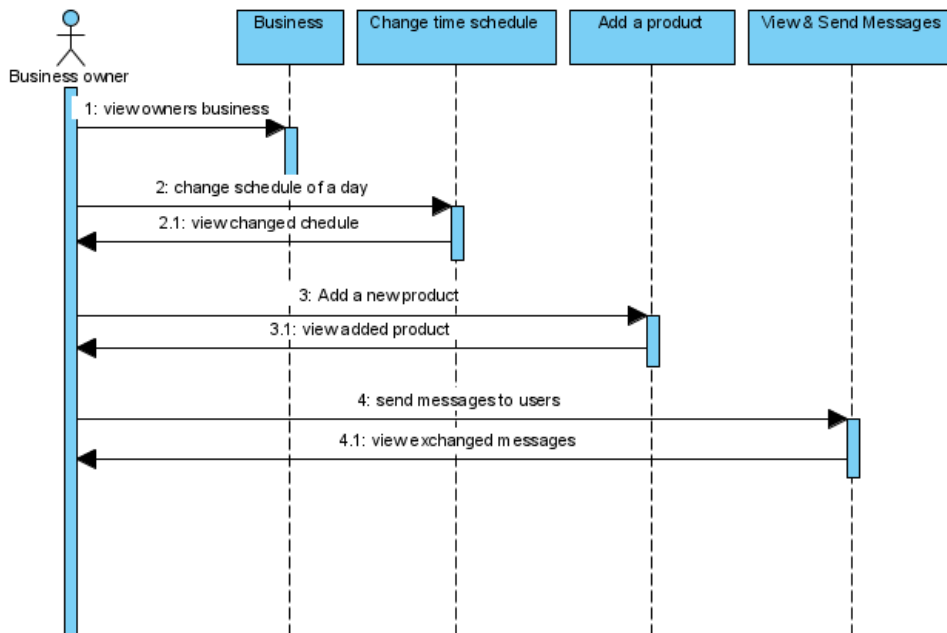 Business
Change time schedule
Add a product
View & Send Messages
Business owner
1: view owners business
2: change schedule of a day
2.1: view changed chedule
3: Add a new product
3.1: view added product
4: send messages to users
4.1: view exchanged messages